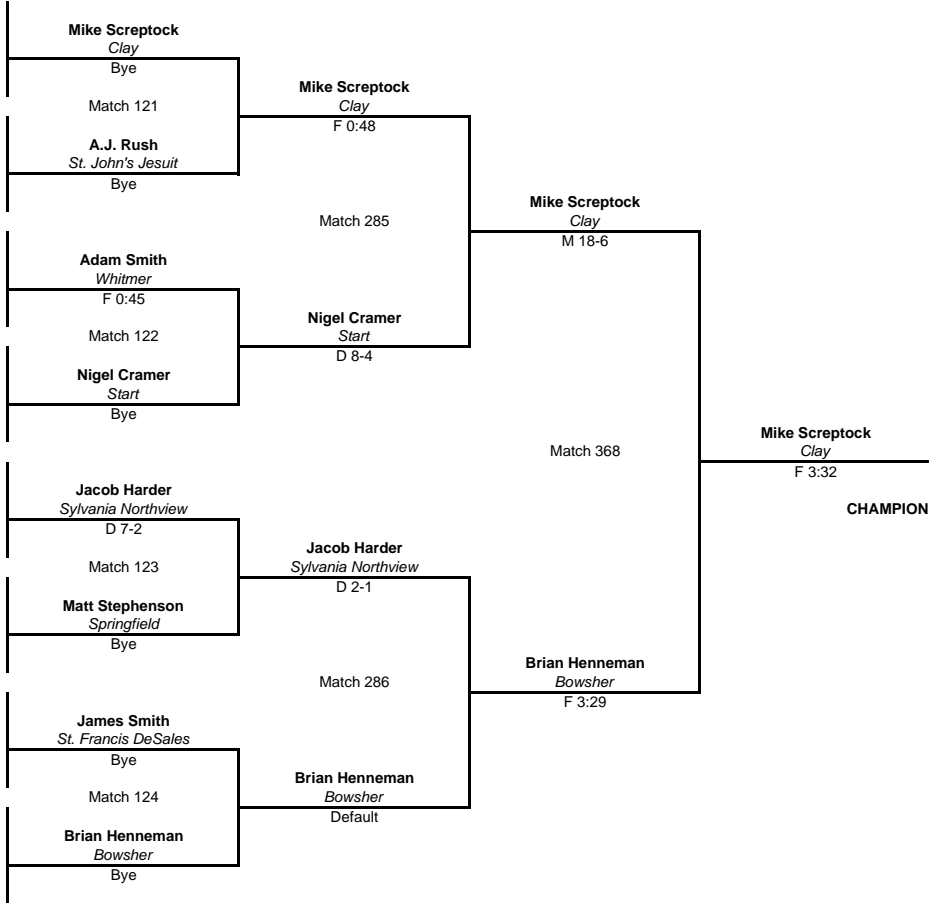 Mike Screptock
Clay
Bye
Match 121
A.J. Rush
St. John's Jesuit
Bye
Adam Smith
Whitmer
F 0:45
Match 122
Nigel Cramer
Start
Bye
Jacob Harder
Sylvania Northview
D 7-2
Match 123
Matt Stephenson
Springfield
Bye
James Smith
St. Francis DeSales
Bye
Match 124
Brian Henneman
Bowsher
Bye
Mike Screptock
Clay
F 0:48
Match 285
Nigel Cramer
Start
D 8-4
Jacob Harder
Sylvania Northview
D 2-1
Match 286
Brian Henneman
Bowsher
Default
Mike Screptock
Clay
M 18-6
Match 368
Brian Henneman
Bowsher
F 3:29
Mike Screptock
Clay
F 3:32
CHAMPION